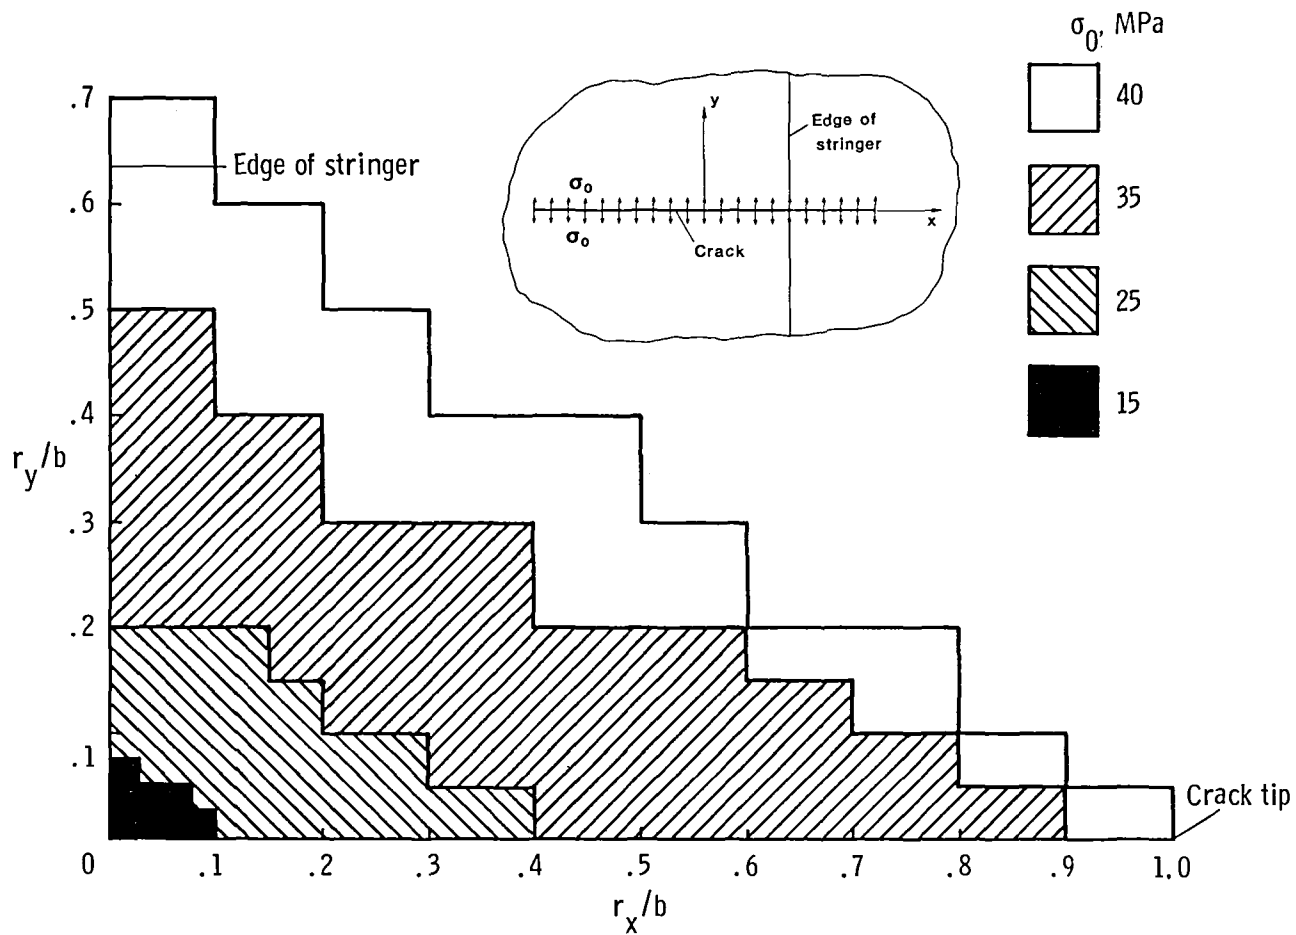 σ0, MPa
40
35
25
15
y
Edge of
stringer
σo
σo
Crack
x
.7
Edge of stringer
.6
.5
.4
ry/b
.3
.2
.1
Crack tip
0
.1
.2
.3
.4
.5
.6
.7
.8
.9
1.0
rx/b